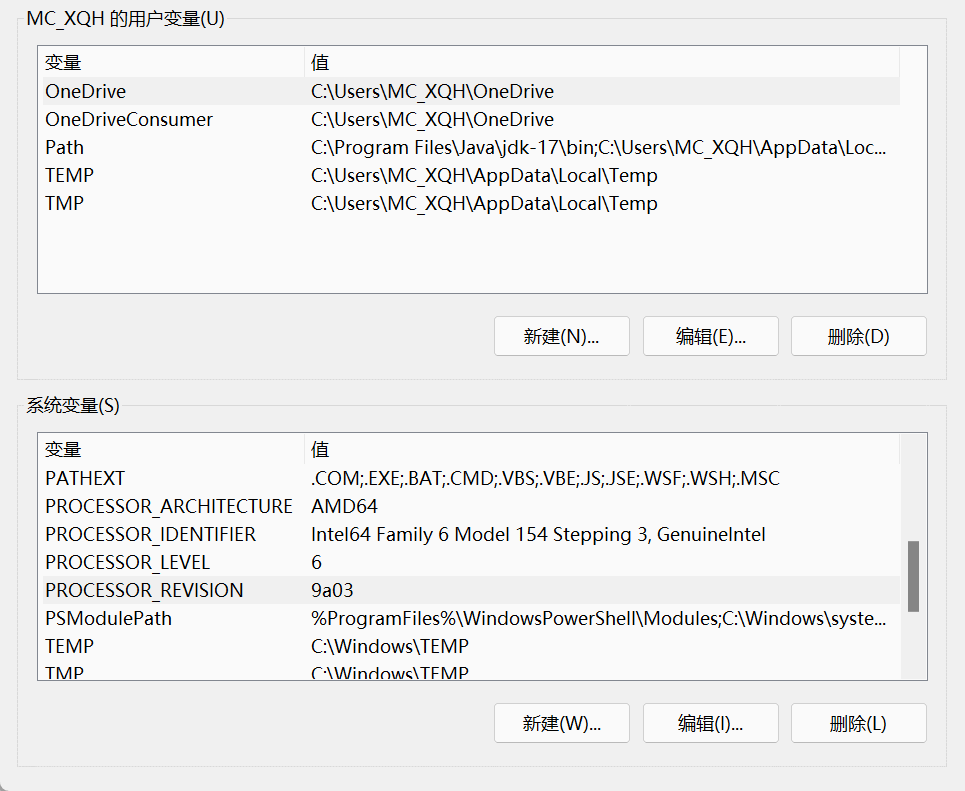 MC_XQH 的用户变量(U)
变量 值
OneDrive C:\Users\MC_XQH\OneDrive
OneDriveConsumer C:\Users\MC_XQH\OneDrive
Path C:\Program Files\Java\jdk-17\bin;C:\Users\MC_XQH\AppData\Loc...
TEMP C:\Users\MC_XQH\AppData\Local\Temp
TMP C:\Users\MC_XQH\AppData\Local\Temp
新建(N)... 编辑(E)... 删除(D)
系统变量(S)
变量 值
PATHEXT .COM;.EXE;.BAT;.CMD;.VBS;.VBE;.JS;.JSE;.WSF;.WSH;.MSC
PROCESSOR_ARCHITECTURE AMD64
PROCESSOR_IDENTIFIER Intel64 Family 6 Model 154 Stepping 3, GenuineIntel
PROCESSOR_LEVEL 6
PROCESSOR_REVISION 9a03
PSModulePath %ProgramFiles%\WindowsPowerShell\Modules;C:\Windows\syste...
TEMP C:\Windows\TEMP
TMP C:\Windows\TEMP
新建(W)... 编辑(I)... 删除(L)